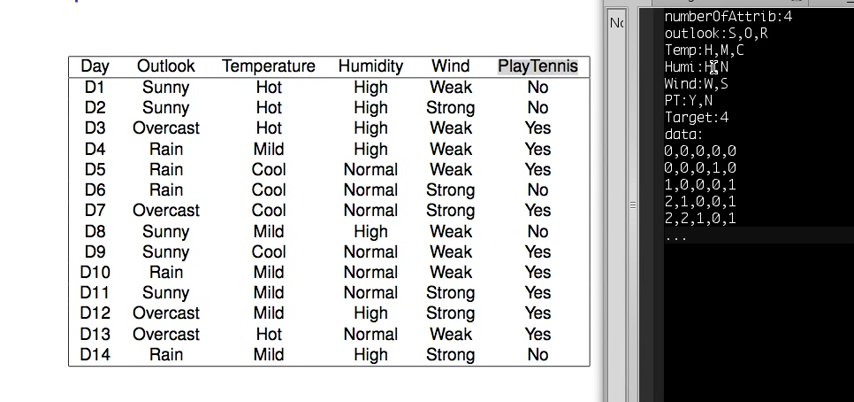 Day Outlook Temperature Humidity Wind PlayTennis
D1 Sunny Hot High Weak No
D2 Sunny Hot High Strong No
D3 Overcast Hot High Weak Yes
D4 Rain Mild High Weak Yes
D5 Rain Cool Normal Weak Yes
D6 Rain Cool Normal Strong No
D7 Overcast Cool Normal Strong Yes
D8 Sunny Mild High Weak No
D9 Sunny Cool Normal Weak Yes
D10 Rain Mild Normal Weak Yes
D11 Sunny Mild Normal Strong Yes
D12 Overcast Mild High Strong Yes
D13 Overcast Hot Normal Weak Yes
D14 Rain Mild High Strong No
numberOfAttrib:4
outlook:S,O,R
Temp:H,M,C
Humi:H,N
Wind:W,S
PT:Y,N
Target:4
data:
0,0,0,0,0
0,0,0,1,0
1,0,0,0,1
2,1,0,0,1
2,2,1,0,1
...